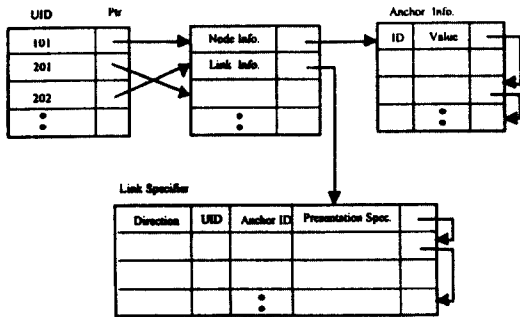 UID Ptr
101
201
202
Node Info.
Link Info.
Anchor Info.
ID Value
Link Specifier
Direction UID Anchor ID Presentation Spec.